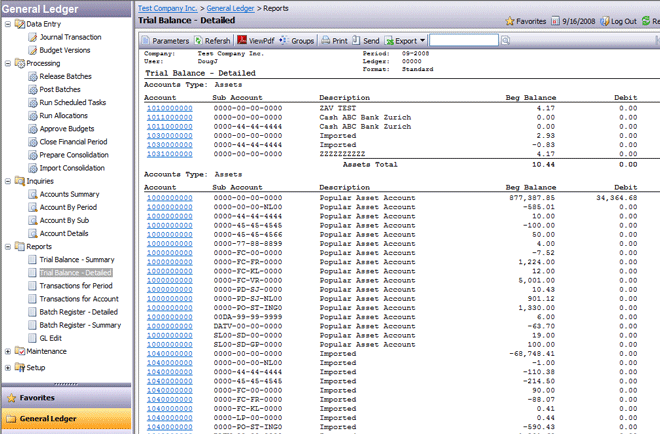 General Ledger
Data Entry
Journal Transaction
Budget Versions
Processing
Release Batches
Post Batches
Run Scheduled Tasks
Run Allocations
Approve Budgets
Close Financial Period
Prepare Consolidation
Import Consolidation
Inquiries
Accounts Summary
Account By Period
Account By Sub
Account Details
Reports
Trial Balance - Summary
Trial Balance - Detailed
Transactions for Period
Transactions for Account
Batch Register - Detailed
Batch Register - Summary
GL Edit
Maintenance
Setup
Favorites
General Ledger
Test Company Inc. > General Ledger > Reports
Trial Balance - Detailed
Favorites 9/16/2008 Log Out Re
Parameters Refersh ViewPdf Groups Print Send Export
Company: Test Company Inc. Period: 09-2008
User: DougJ Ledger: 00000
Format: Standard
Trial Balance - Detailed
Accounts Type: Assets
Account Sub Account Description Beg Balance Debit
1010000000 0000-00-00-0000 ZAV TEST 4.17 0.00
1011000000 0000-00-00-0000 Cash ABC Bank Zurich 0.00 0.00
1011000000 0000-44-44-4444 Cash ABC Bank Zurich 0.00 0.00
1030000000 0000-00-00-0000 Imported 2.93 0.00
1030000000 0000-44-44-4444 Imported -0.83 0.00
1031000000 0000-00-00-0000 ZZZZZZZZZZ 4.17 0.00
Assets Total 10.44 0.00
Accounts Type: Assets
Account Sub Account Description Beg Balance Debit
1000000000 0000-00-00-0000 Popular Asset Account 877,387.85 34,364.68
1000000000 0000-00-00-NL00 Popular Asset Account -585.01 0.00
1000000000 0000-44-44-4444 Popular Asset Account 10.00 0.00
1000000000 0000-45-45-4545 Popular Asset Account -100.00 0.00
1000000000 0000-45-45-4566 Popular Asset Account 50.00 0.00
1000000000 0000-77-88-8899 Popular Asset Account 4.00 0.00
1000000000 0000-FC-00-0000 Popular Asset Account -7.52 0.00
1000000000 0000-FC-FR-0000 Popular Asset Account 1,224.00 0.00
1000000000 0000-FC-KL-0000 Popular Asset Account 12.00 0.00
1000000000 0000-FC-VR-0000 Popular Asset Account 5,001.00 0.00
1000000000 0000-PD-SJ-0000 Popular Asset Account 10.43 0.00
1000000000 0000-PD-SJ-NL00 Popular Asset Account 901.12 0.00
1000000000 0000-PO-ST-ING0 Popular Asset Account 1,330.00 0.00
1000000000 00DA-99-99-9999 Popular Asset Account 6.00 0.00
1000000000 DATV-00-00-0000 Popular Asset Account -63.70 0.00
1000000000 SL00-SD-00-0000 Popular Asset Account 19.00 0.00
1000000000 SL00-SD-GP-0000 Popular Asset Account 100.00 0.00
1040000000 0000-00-00-0000 Imported -68,748.41 0.00
1040000000 0000-00-00-NL00 Imported -1.00 0.00
1040000000 0000-44-44-4444 Imported -110.38 0.00
1040000000 0000-45-45-4545 Imported -214.50 0.00
1040000000 0000-FC-00-0000 Imported 90.00 0.00
1040000000 0000-FC-FR-0000 Imported -88.07 0.00
1040000000 0000-FC-KL-0000 Imported 0.41 0.00
1040000000 0000-LP-00-0000 Imported 0.44 0.00
1040000000 0000-PO-ST-ING0 Imported -590.43 0.00